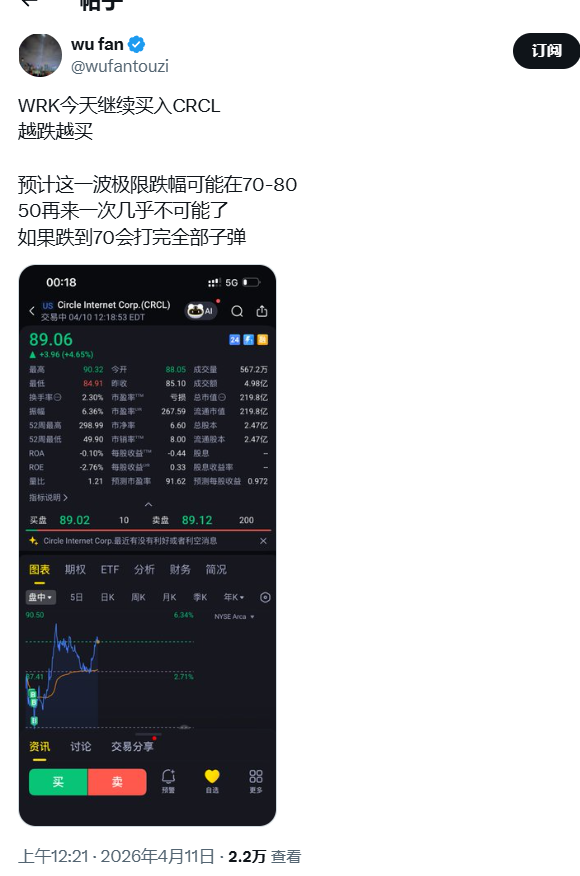 帖子
wu fan
@wufantouzi
订阅
WRK今天继续买入CRCL
越跌越买
预计这一波极限跌幅可能在70-80
50再来一次几乎不可能了
如果跌到70会打完全部子弹
00:18 5G
US Circle Internet Corp.(CRCL)
交易中 04/10 12:18:53 EDT
AI
89.06
+3.96 (+4.65%)
24
最高 90.32 今开 88.05 成交量 567.2万
最低 84.91 昨收 85.10 成交额 4.98亿
换手率 2.30% 市盈率TTM 亏损 总市值 219.8亿
振幅 6.36% 市盈率LYR 267.59 流通市值 219.8亿
52周最高 298.99 市净率 6.60 总股本 2.47亿
52周最低 49.90 市销率TTM 8.00 流通股本 2.47亿
ROA -0.10% 每股收益TTM -0.44 股息 --
ROE -2.76% 每股收益LYR 0.33 股息收益率 --
量比 1.21 预测市盈率 91.62 预测每股收益 0.972
指标说明
买盘 89.02 10 卖盘 89.12 200
Circle Internet Corp.最近有没有利好或者利空消息
图表 期权 ETF 分析 财务 简况
盘中 5日 日K 周K 月K 季K 年K
90.50 6.34% NYSE Arca
87.41 2.71%
资讯 讨论 交易分享
买 卖 预警 自选 更多
上午12:21 · 2026年4月11日 · 2.2万 查看